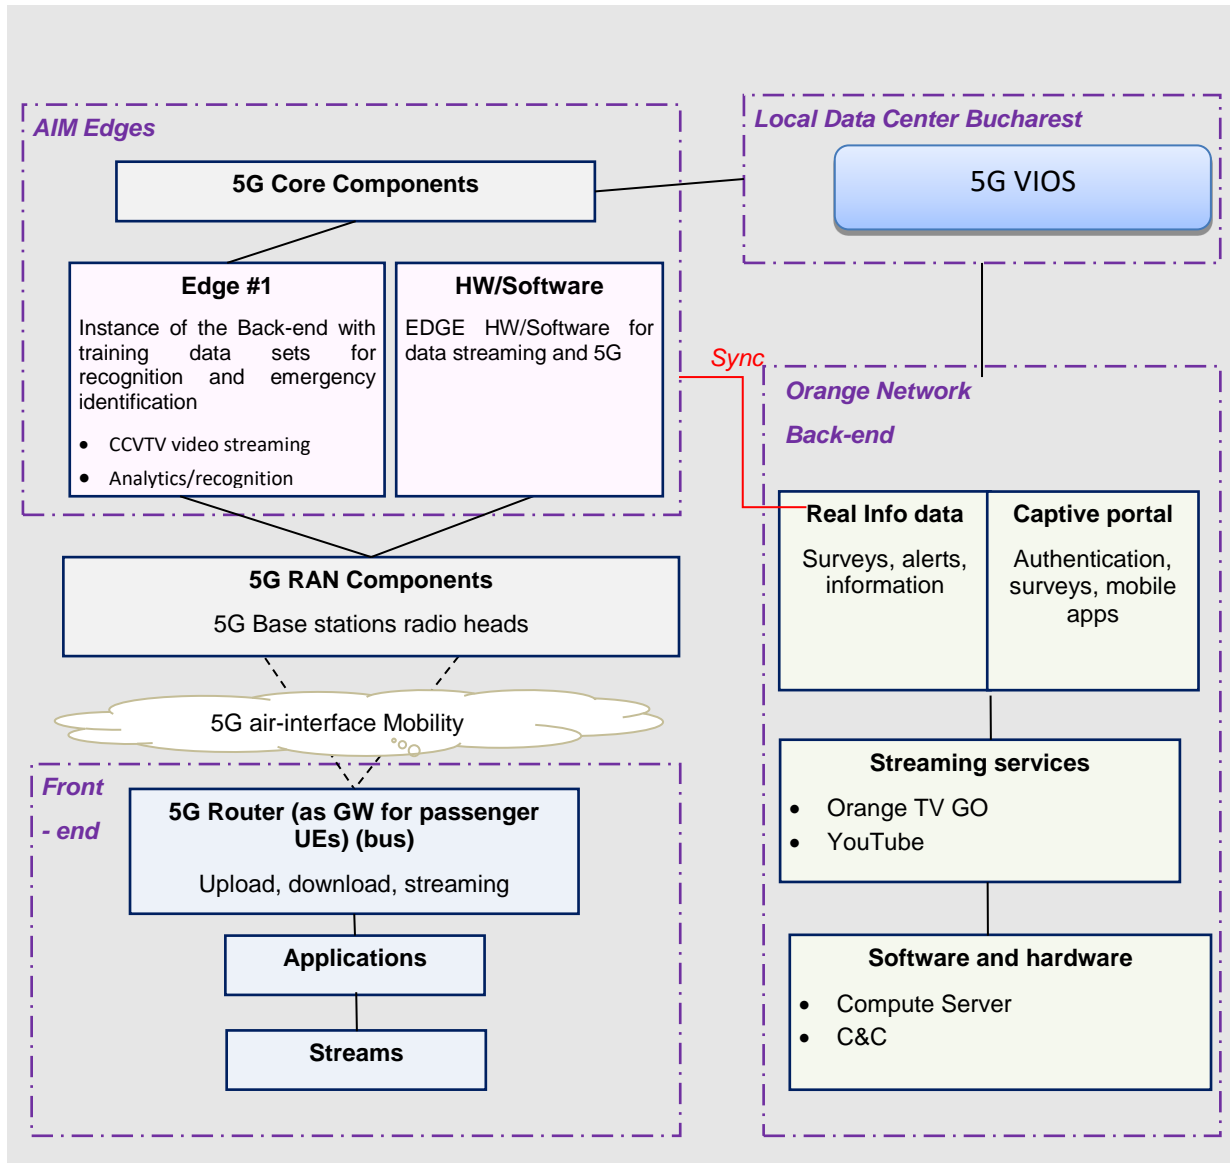 AIM Edges
5G Core Components
Edge #1
Instance of the Back-end with
training data sets for
recognition and emergency
identification
• CCVTV video streaming
• Analytics/recognition
HW/Software
EDGE HW/Software for
data streaming and 5G
5G RAN Components
5G Base stations radio heads
5G air-interface Mobility
Front
- end
5G Router (as GW for passenger
UEs) (bus)
Upload, download, streaming
Applications
Streams
Local Data Center Bucharest
5G VIOS
Sync
Orange Network
Back-end
Real Info data
Surveys, alerts,
information
Captive portal
Authentication,
surveys, mobile
apps
Streaming services
• Orange TV GO
• YouTube
Software and hardware
• Compute Server
• C&C